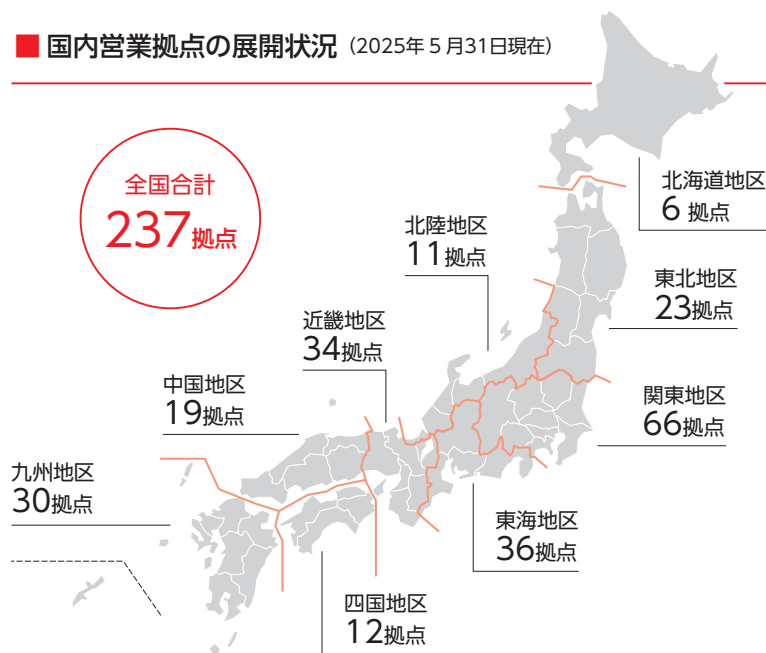 ■ 国内営業拠点の展開状況（2025年5月31日現在）
全国合計
237拠点
北海道地区
6 拠点
北陸地区
11拠点
東北地区
23拠点
近畿地区
34拠点
中国地区
19拠点
関東地区
66拠点
九州地区
30拠点
東海地区
36拠点
四国地区
12拠点